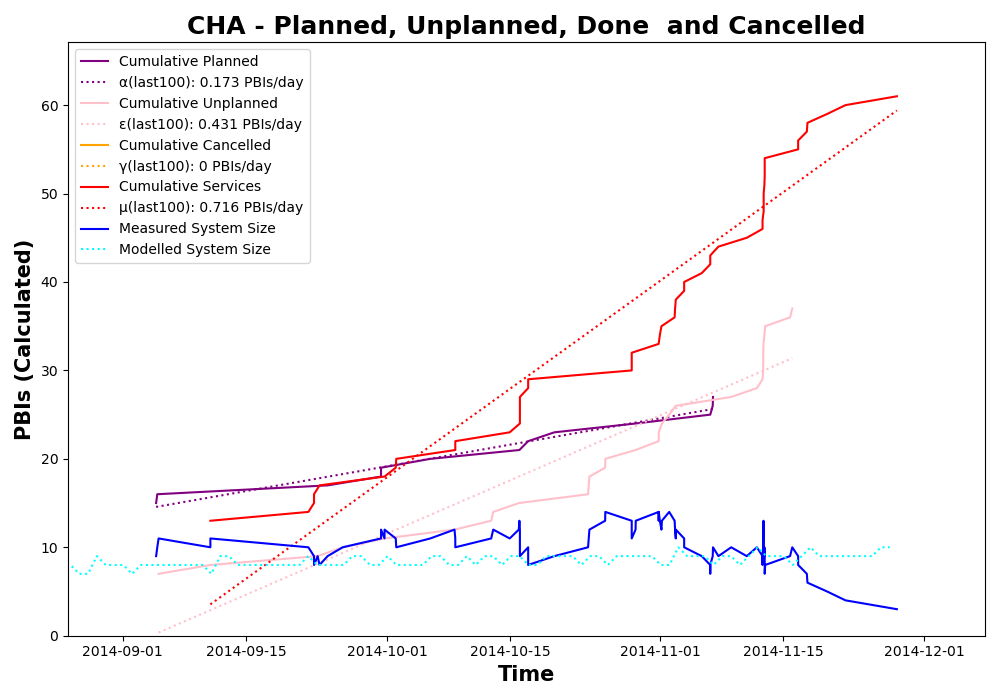 CHA - Planned, Unplanned, Done  and Cancelled
Cumulative Planned
α(last100): 0.173 PBIs/day
Cumulative Unplanned
ε(last100): 0.431 PBIs/day
Cumulative Cancelled
γ(last100): 0 PBIs/day
Cumulative Services
μ(last100): 0.716 PBIs/day
Measured System Size
Modelled System Size
PBIs (Calculated)
60
50
40
30
20
10
0
2014-09-01 2014-09-15 2014-10-01 2014-10-15 2014-11-01 2014-11-15 2014-12-01
Time